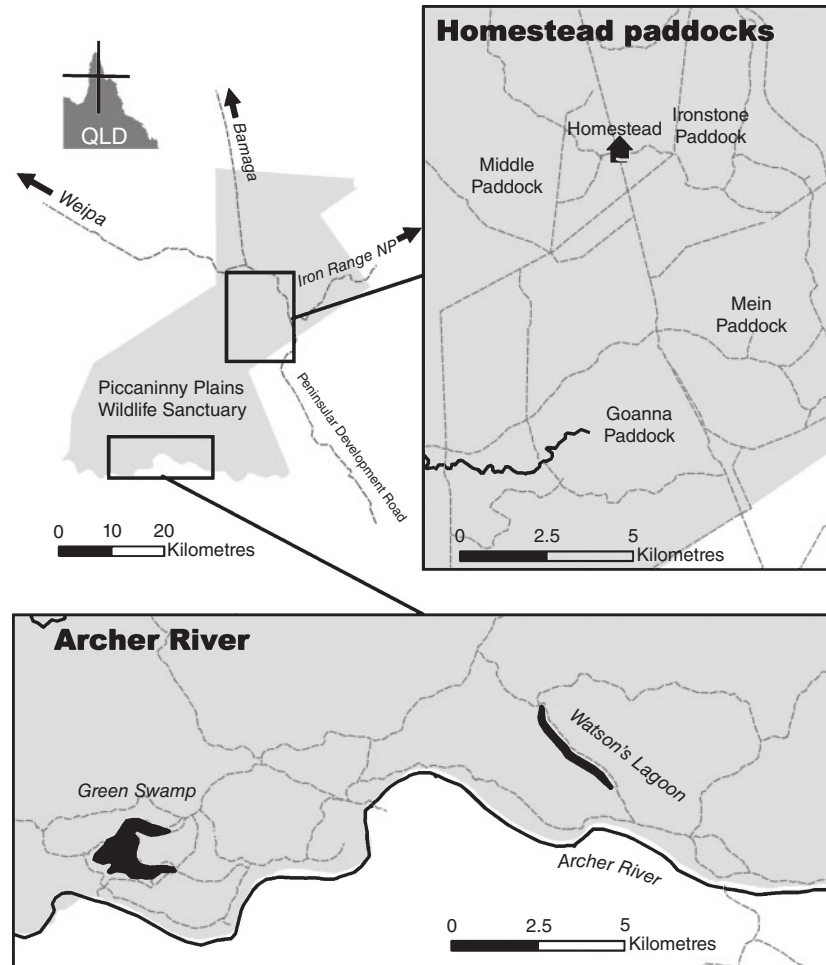 QLD
Bamaga
Weipa
Iron Range NP
Piccaninny Plains
Wildlife Sanctuary
Peninsular Development Road
0 10 20
Kilometres
Homestead paddocks
Homestead
Ironstone
Paddock
Middle
Paddock
Mein
Paddock
Goanna
Paddock
0 2.5 5
Kilometres
Archer River
Green Swamp
Watson's Lagoon
Archer River
0 2.5 5
Kilometres